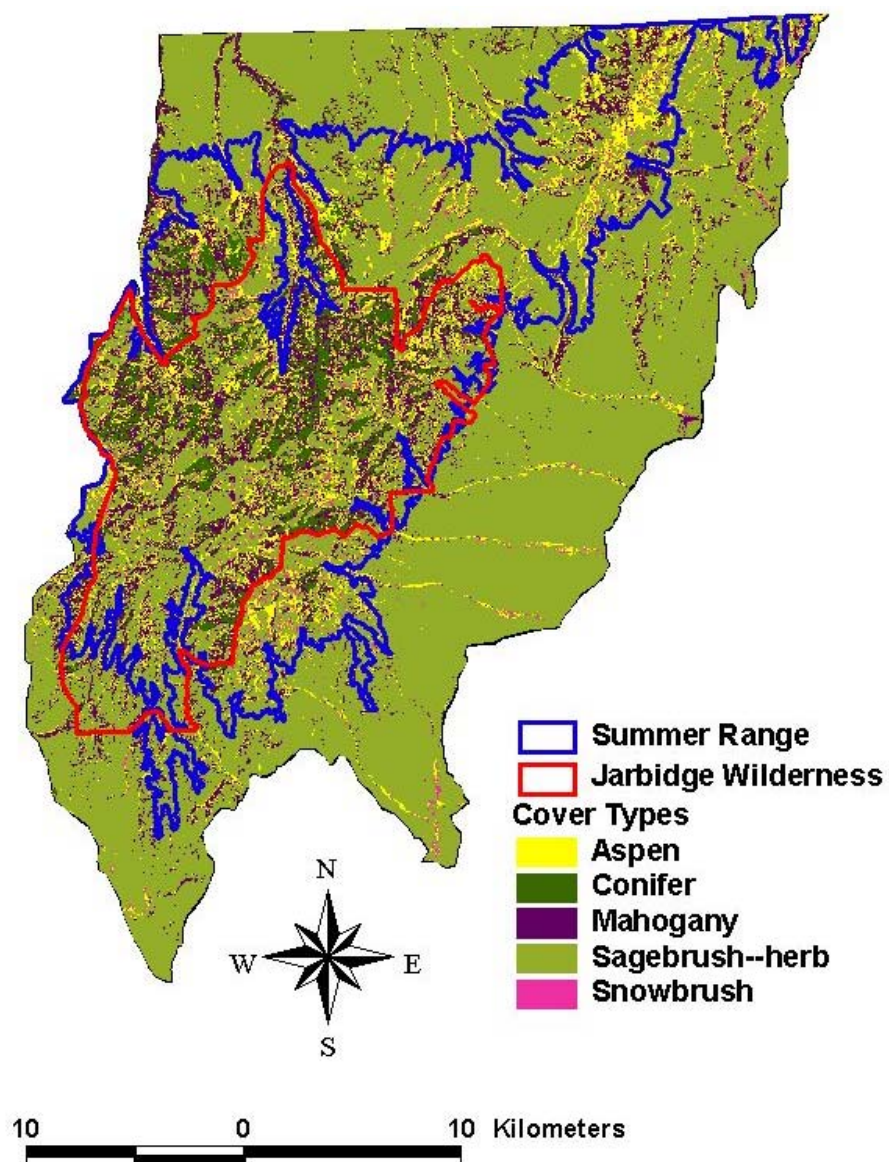 Summer Range
Jarbidge Wilderness
Cover Types
Aspen
Conifer
Mahogany
Sagebrush--herb
Snowbrush
N
W E
S
10 0 10 Kilometers